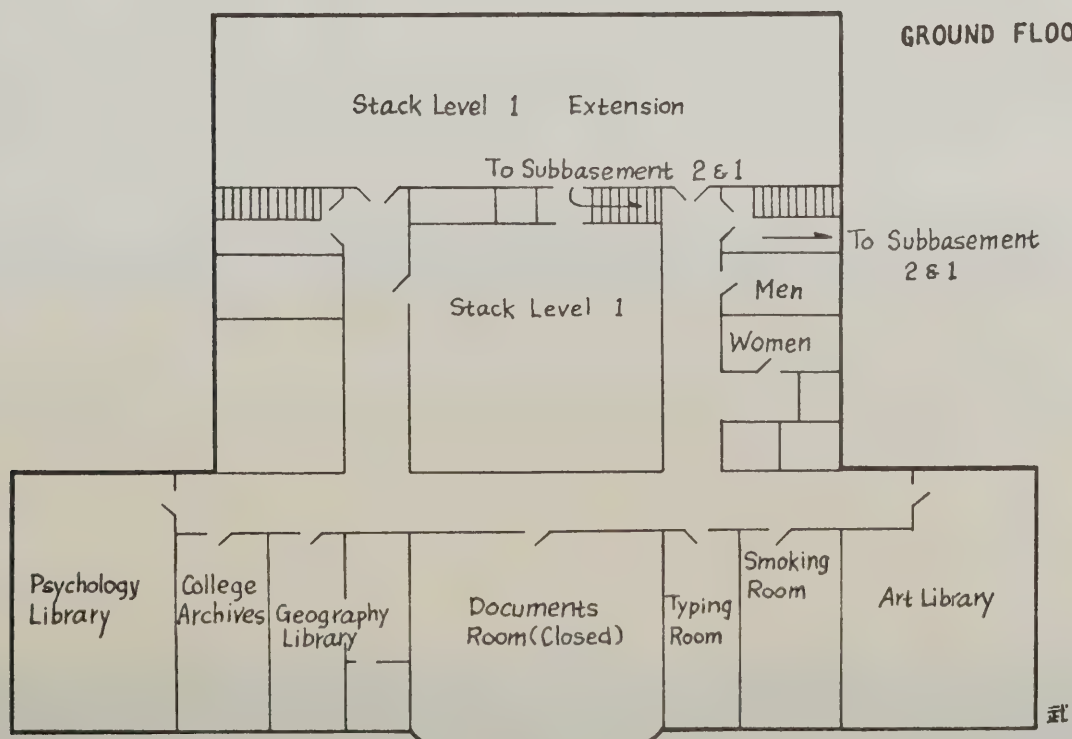 GROUND FLOO
Stack Level 1 Extension
To Subbasement 2 & 1
To Subbasement
2 & 1
Stack Level 1
Men
Women
Psychology
Library
College
Archives
Geography
Library
Documents
Room (Closed)
Typing
Room
Smoking
Room
Art Library
武